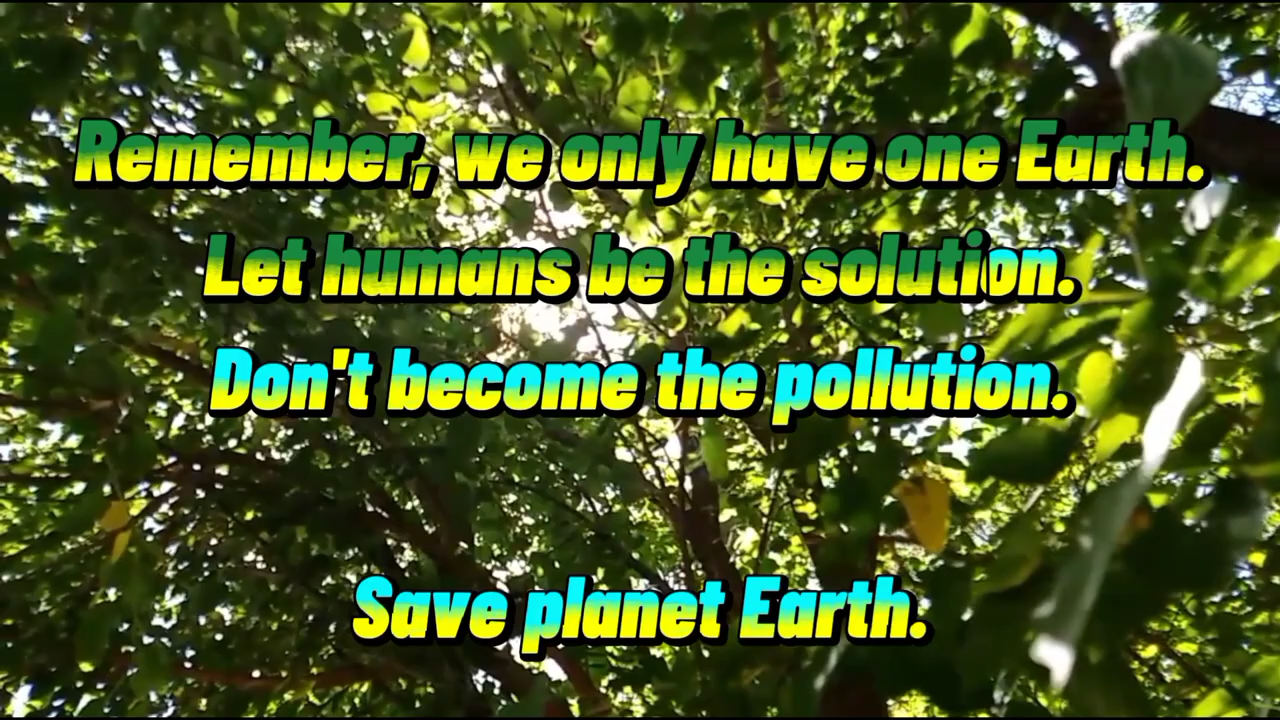 Remember, we only have one Earth.
Let humans be the solution.
Don't become the pollution.
Save planet Earth.